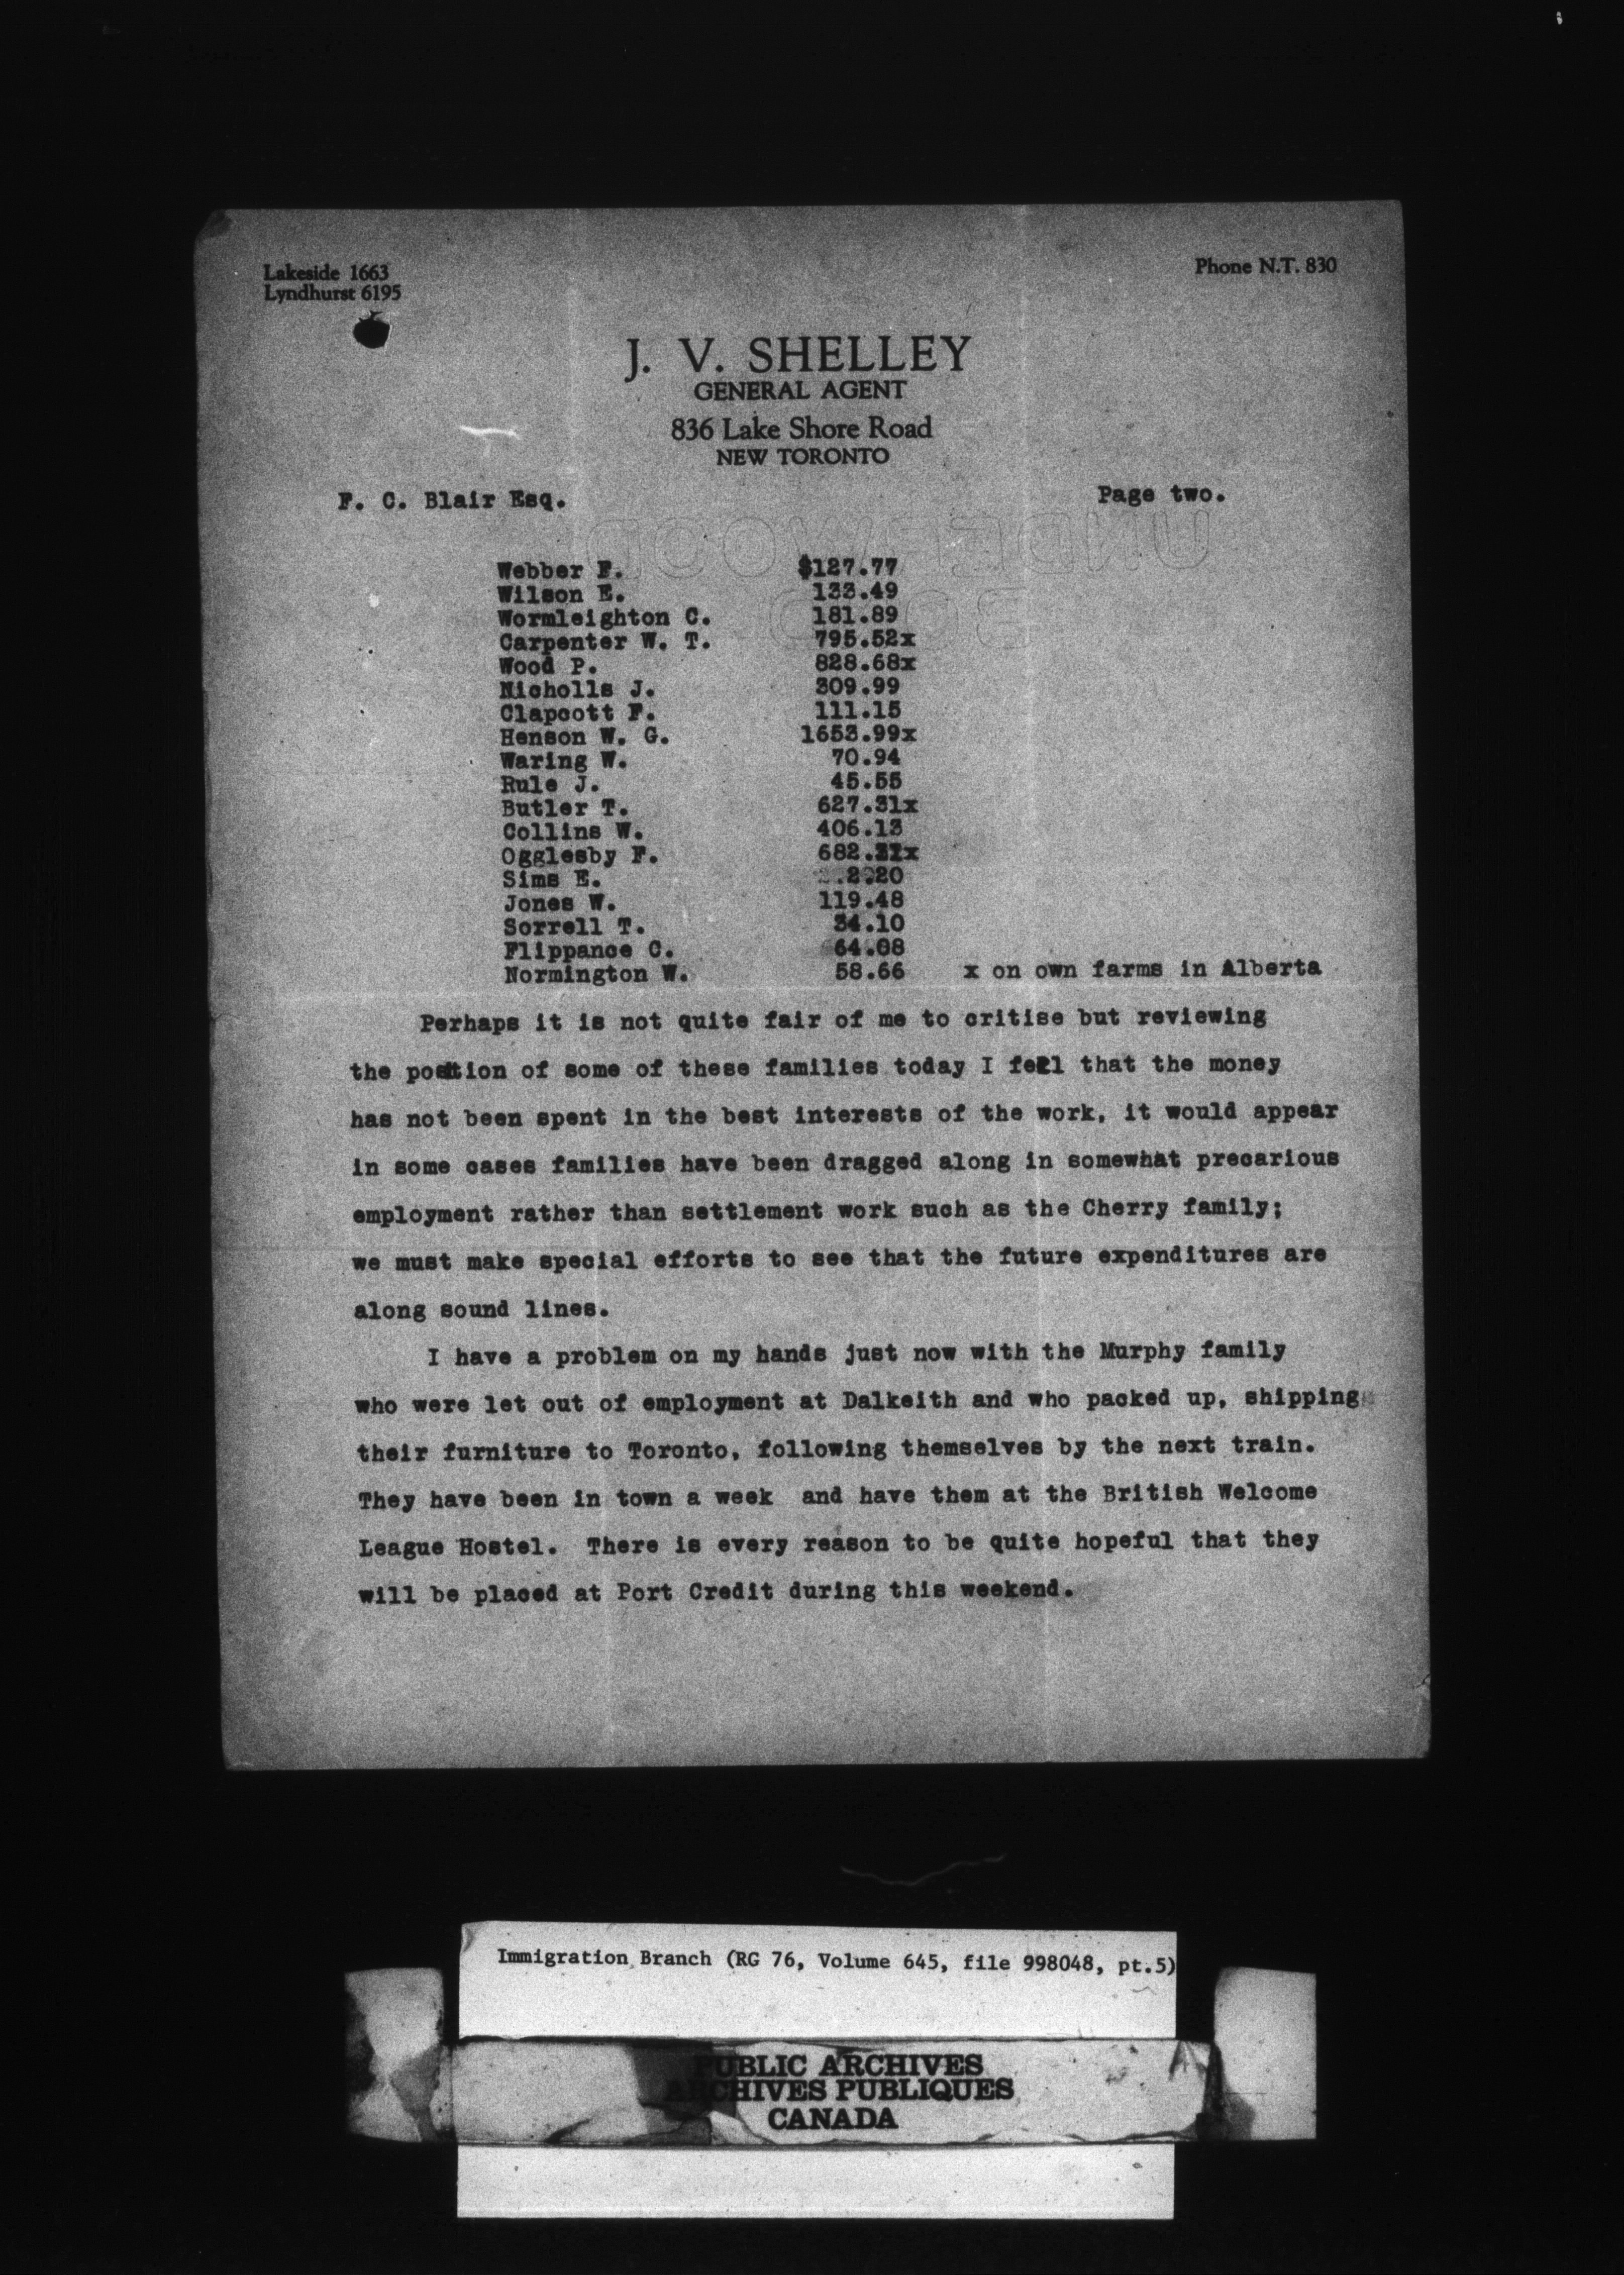 Lakeside 1663
Lyndhurst 6195
Phone N.T. 830
J. V. SHELLEY
GENERAL AGENT
836 Lake Shore Road
NEW TORONTO
F. C. Blair Esq. Page two.
Webber F. $127.77
Wilson E. 133.49
Wormleighton C. 181.89
Carpenter W. T. 795.52x
Wood P. 828.68x
Nicholls J. 309.99
Clapcott F. 111.15
Henson W. G. 1653.99x
Waring W. 70.94
Rule J. 45.55
Butler T. 627.31x
Collins W. 406.13
Ogglesby F.
Sims E.
Jones W. 119.48
Sorrell T. 34.10
Flippance C. 64.08
Normington W. 58.66 x on own farms in Alberta
Perhaps it is not quite fair of me to critise but reviewing
the of some of these families today I feel that the money
has not been spent in the best interests of the work, it would appear
in some cases families have been dragged along in somewhat precarious
employment rather than settlement work such as the Cherry family;
we must make special efforts to see that the future expenditures are
along sound lines.
I have a problem on my hands just now with the Murphy family
who were let out of employment at Dalkeith and who packed up, shipping
their furniture to Toronto, following themselves by the next train.
They have been in town a week and have them at the British Welcome
League Hostel. There is every reason to be quite hopeful that they
will be placed at Port Credit during this weekend.
Immigration Branch (RG 76, Volume 645, file 998048, pt.5)
PUBLIC ARCHIVES
ARCHIVES PUBLIQUES
CANADA